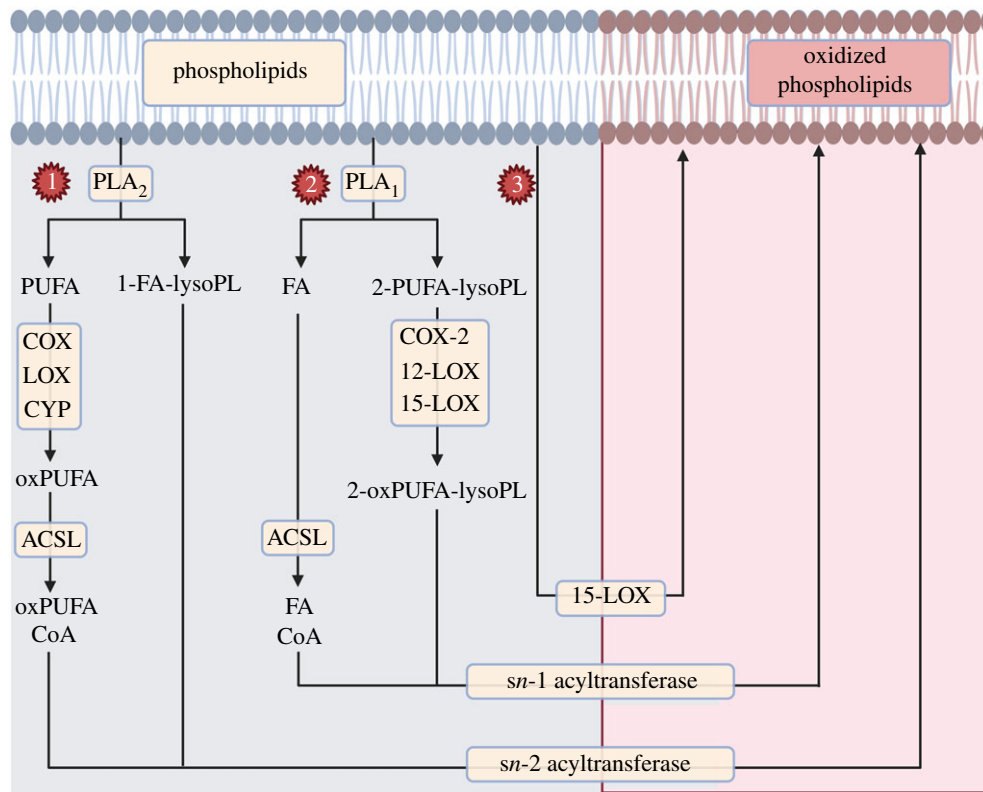 phospholipids
oxidized
phospholipids
1
PLA₂
2
PLA₁
3
PUFA
1-FA-lysoPL
FA
2-PUFA-lysoPL
COX
LOX
CYP
COX-2
12-LOX
15-LOX
oxPUFA
2-oxPUFA-lysoPL
ACSL
ACSL
oxPUFA
CoA
FA
CoA
15-LOX
sn-1 acyltransferase
sn-2 acyltransferase